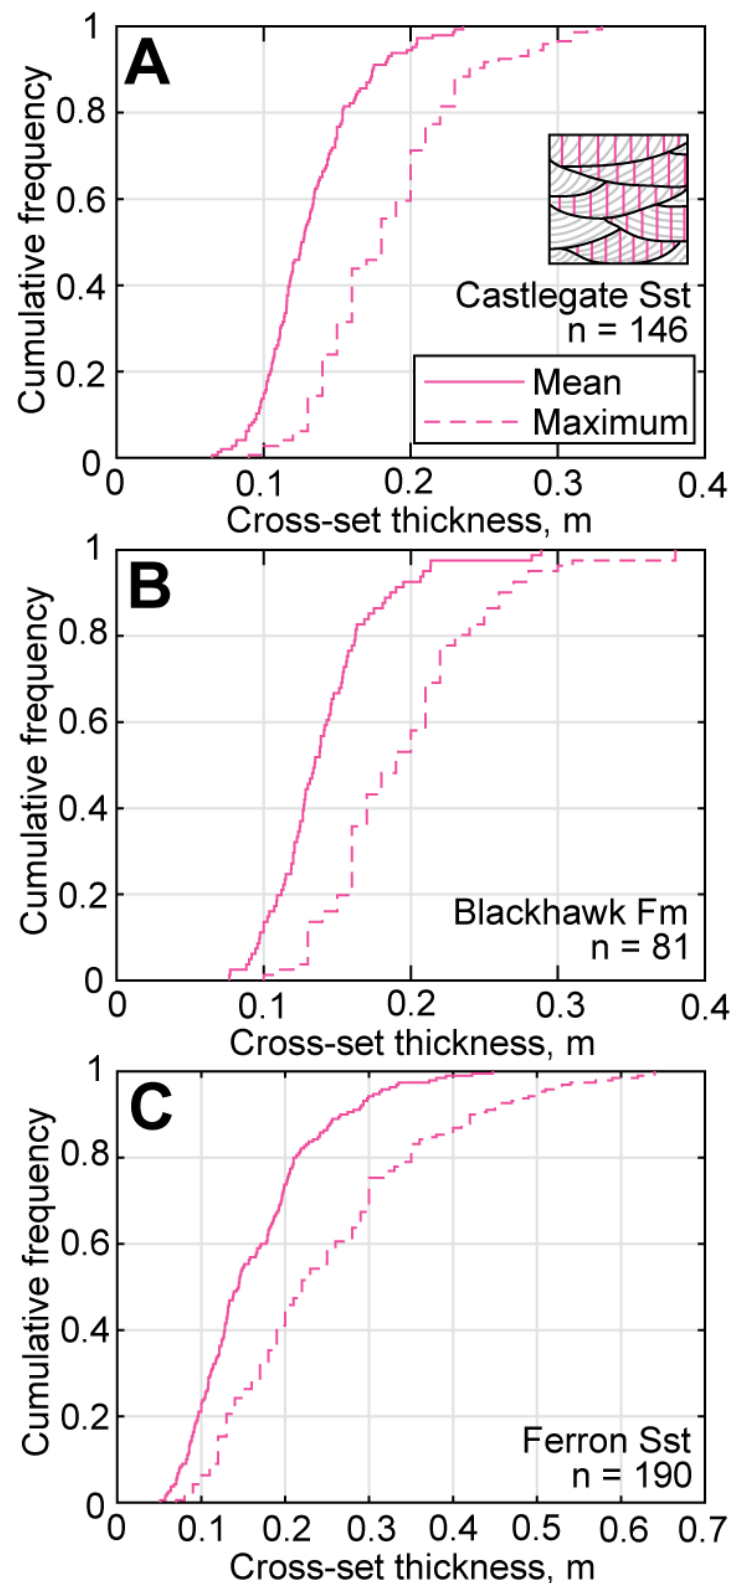 A
Cumulative frequency
1
0.8
0.6
0.4
0.2
0
Castlegate Sst
n = 146
Mean
Maximum
0 0.1 0.2 0.3 0.4
Cross-set thickness, m
B
Cumulative frequency
1
0.8
0.6
0.4
0.2
0
Blackhawk Fm
n = 81
0 0.1 0.2 0.3 0.4
Cross-set thickness, m
C
Cumulative frequency
1
0.8
0.6
0.4
0.2
0
Ferron Sst
n = 190
0 0.1 0.2 0.3 0.4 0.5 0.6 0.7
Cross-set thickness, m